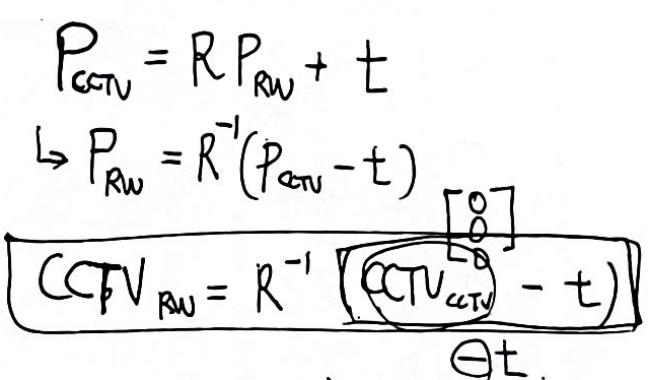 P_CCTV = R P_RW + t
↳ P_RW = R⁻¹(P_CCTV - t)
[0 0 0]
CCTV_RW = R⁻¹ (CCTV_CCTV - t)
⊖t